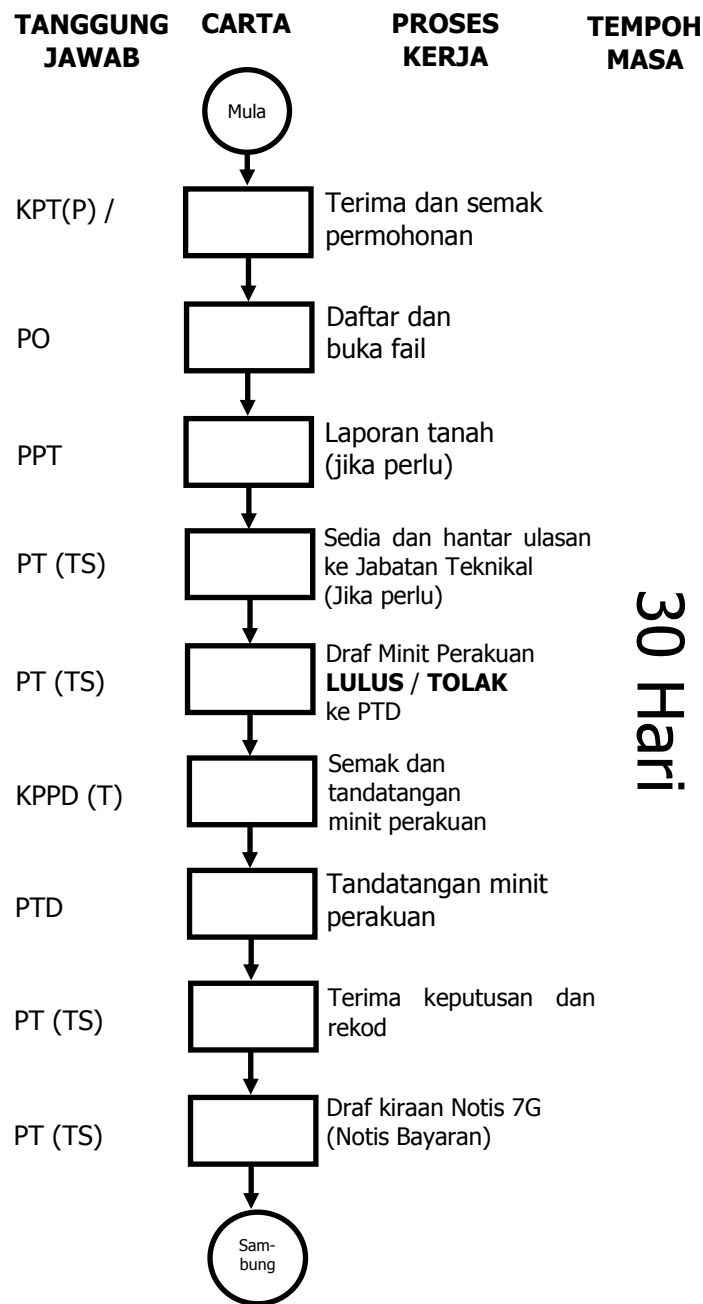 TANGGUNG JAWAB
CARTA
PROSES KERJA
TEMPOH MASA
Mula
KPT(P) /
Terima dan semak
permohonan
PO
Daftar dan
buka fail
PPT
Laporan tanah
(jika perlu)
PT (TS)
Sedia dan hantar ulasan
ke Jabatan Teknikal
(Jika perlu)
PT (TS)
Draf Minit Perakuan
LULUS / TOLAK
ke PTD
KPPD (T)
Semak dan
tandatangan
minit perakuan
PTD
Tandatangan minit
perakuan
PT (TS)
Terima keputusan dan
rekod
PT (TS)
Draf kiraan Notis 7G
(Notis Bayaran)
Sam-
bung
30 Hari